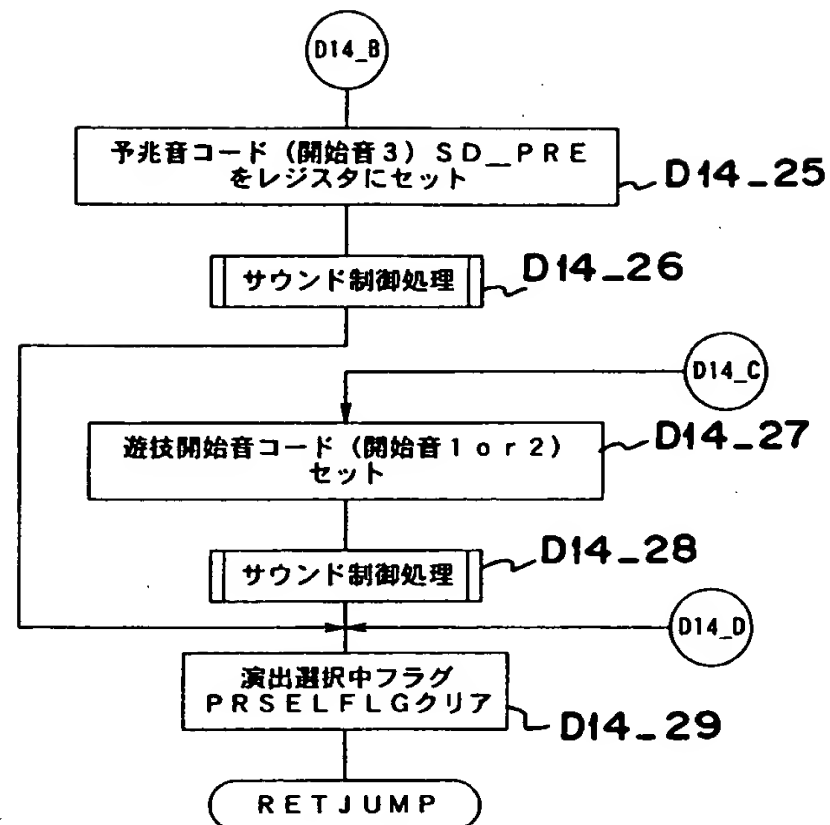 D14_B
予兆音コード(開始音3)SD_PRE
をレジスタにセット
D14_25
サウンド制御処理
D14_26
D14_C
遊技開始音コード(開始音1or2)
セット
D14_27
サウンド制御処理
D14_28
D14_D
演出選択中フラグ
PRSELFLGクリア
D14_29
RETJUMP